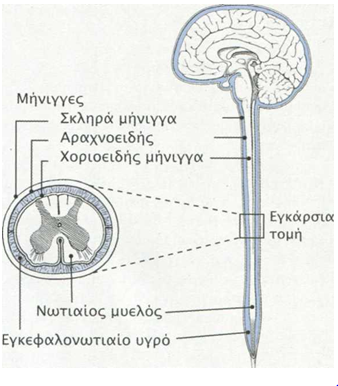 Μήνιγγες
Σκληρά μήνιγγα
Αραχνοειδής
Χοριοειδής μήνιγγα
Εγκάρσια
τομή
Νωτιαίος μυελός
Εγκεφαλονωτιαίο υγρό